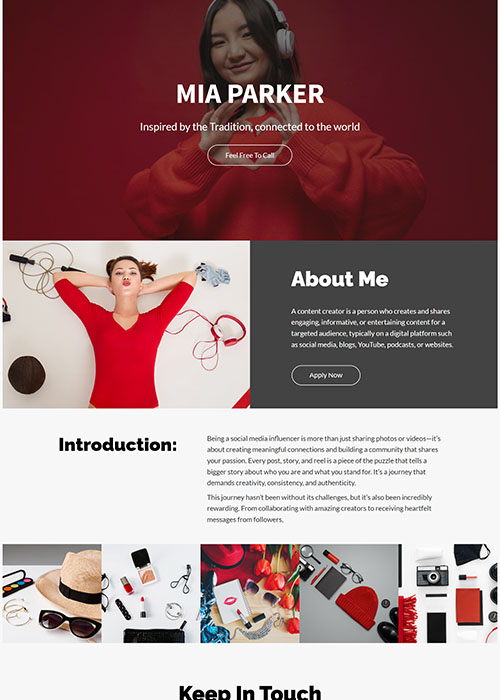 MIA PARKER
Inspired by the Tradition, connected to the world
Feel Free To Call
About Me
A content creator is a person who creates and shares
engaging, informative, or entertaining content for a
targeted audience, typically on a digital platform such
as social media, blogs, YouTube, podcasts, or websites.
Apply Now
Introduction:
Being a social media influencer is more than just sharing photos or videos—it's
about creating meaningful connections and building a community that shares
your passion. Every post, story, and reel is a piece of the puzzle that tells a
bigger story about who you are and what you stand for. It's a journey that
demands creativity, consistency, and authenticity.
This journey hasn't been without its challenges, but it's also been incredibly
rewarding. From collaborating with amazing creators to receiving heartfelt
messages from followers,
Keep In Touch